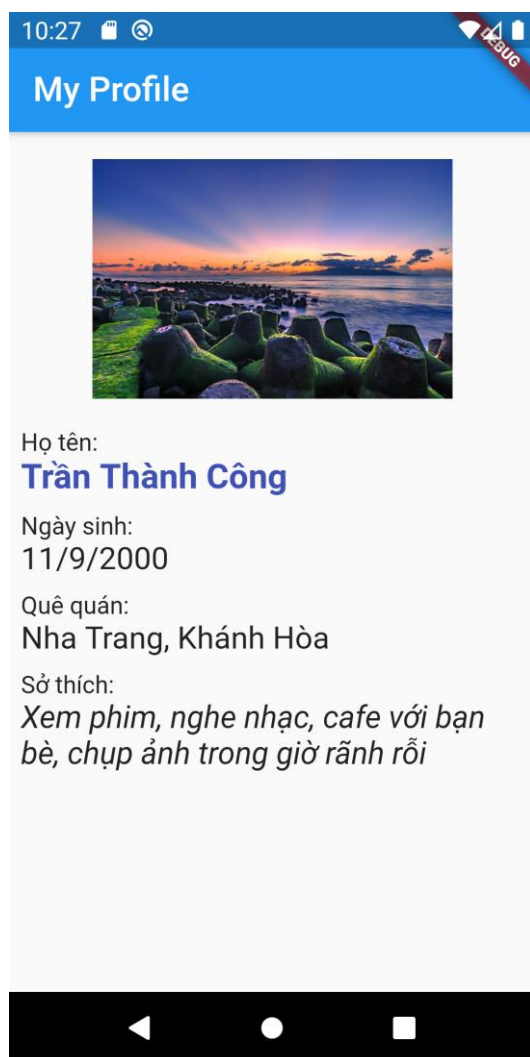 10:27
DEBUG
My Profile
Họ tên:
Trần Thành Công
Ngày sinh:
11/9/2000
Quê quán:
Nha Trang, Khánh Hòa
Sở thích:
Xem phim, nghe nhạc, cafe với bạn
bè, chụp ảnh trong giờ rãnh rỗi